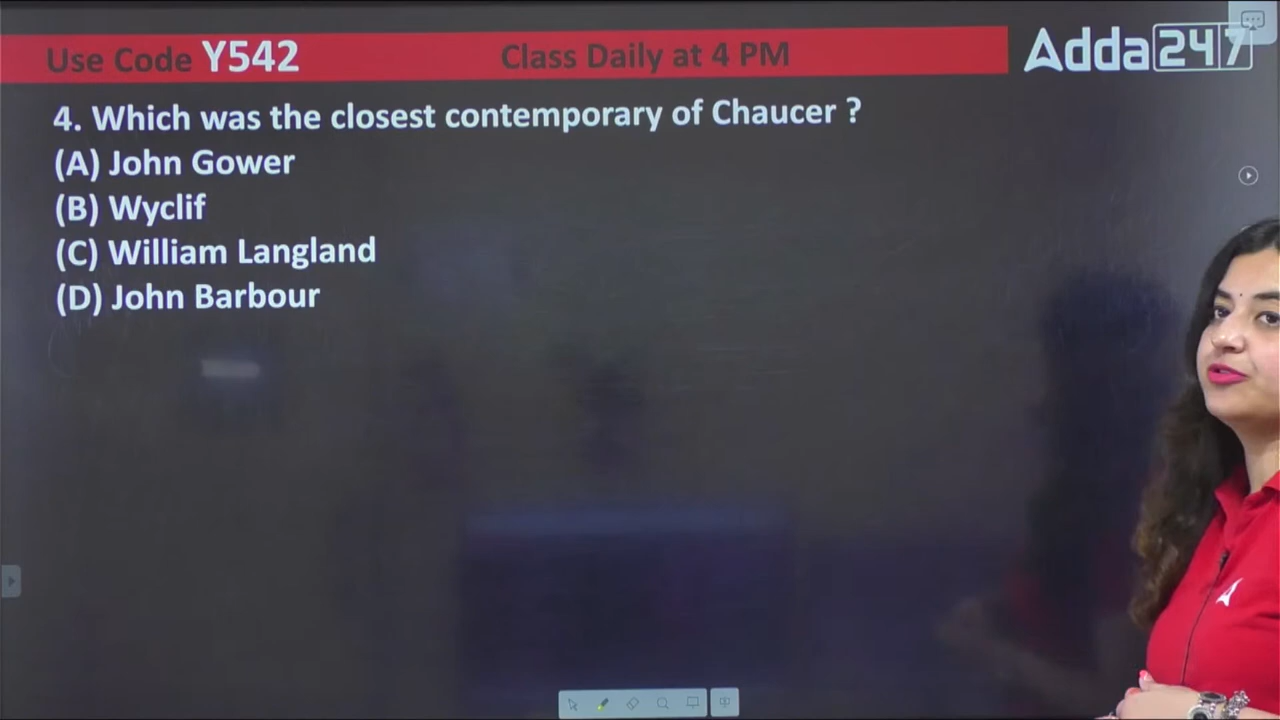 Use Code Y542 Class Daily at 4 PM Adda247
4. Which was the closest contemporary of Chaucer ?
(A) John Gower
(B) Wyclif
(C) William Langland
(D) John Barbour